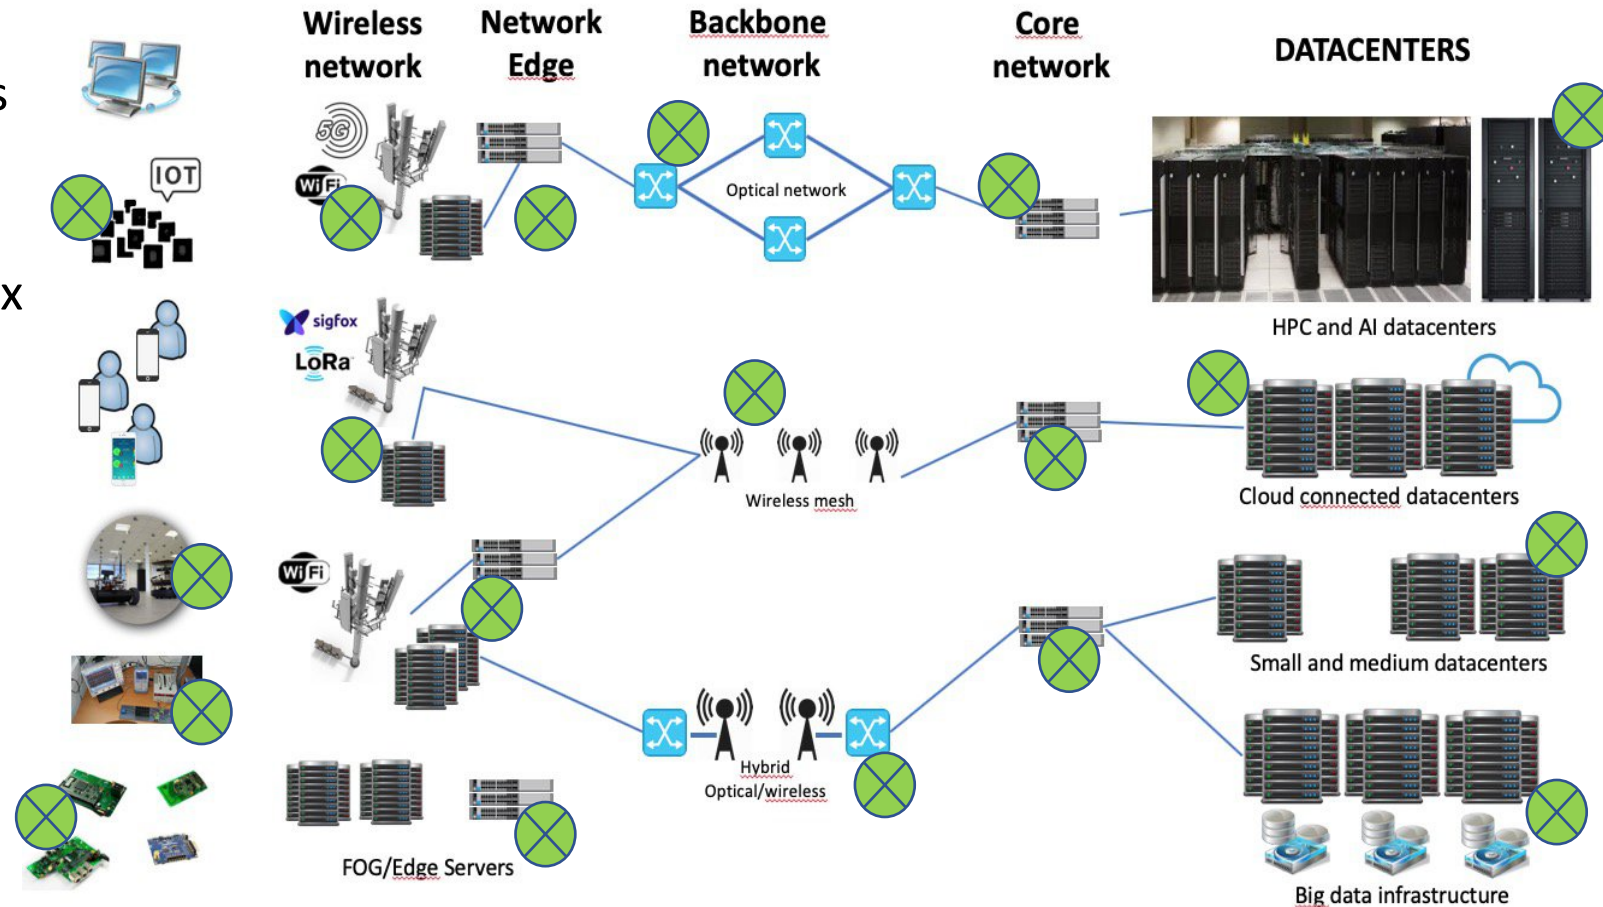 Wireless
network
Network
Edge
Backbone
network
Core
network
DATACENTERS
s
IOT
5G
WiFi
Optical network
x
HPC and AI datacenters
sigfox
LoRa
Wireless mesh
Cloud connected datacenters
WiFi
Small and medium datacenters
Hybrid
Optical/wireless
FOG/Edge Servers
Big data infrastructure